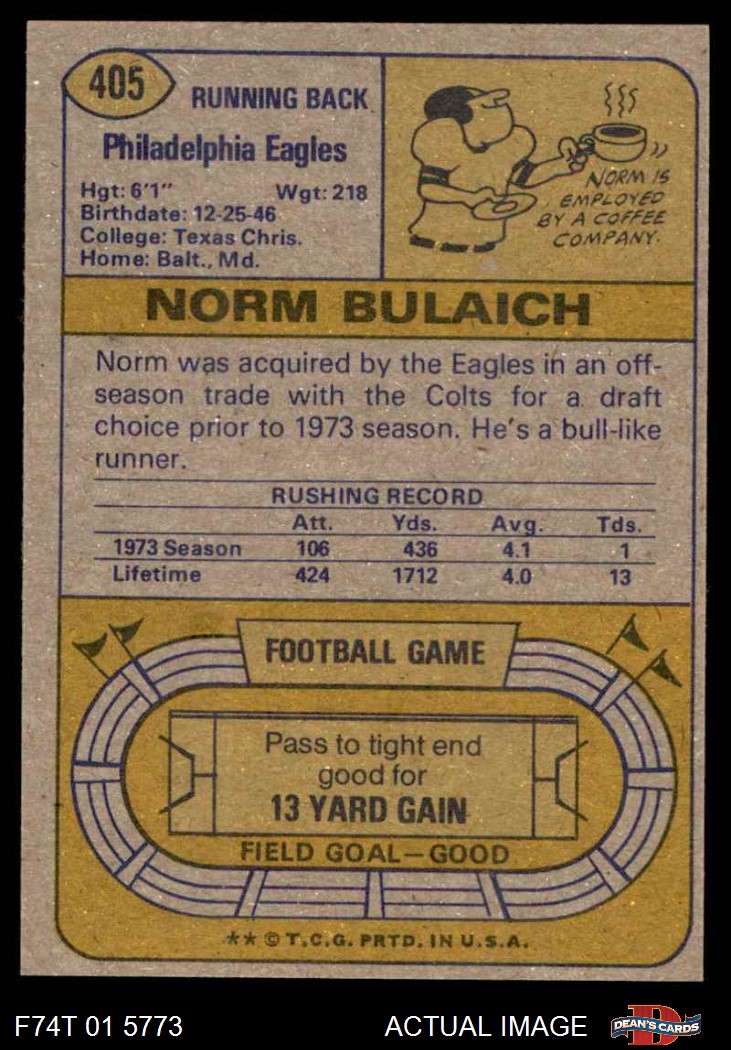 405
RUNNING BACK
Philadelphia Eagles
Hgt: 6'1" Wgt: 218
Birthdate: 12-25-46
College: Texas Chris.
Home: Balt., Md.
NORM IS
EMPLOYED
BY A COFFEE
COMPANY.
NORM BULAICH
Norm was acquired by the Eagles in an off-
season trade with the Colts for a draft
choice prior to 1973 season. He's a bull-like
runner.
RUSHING RECORD
Att. Yds. Avg. Tds.
1973 Season 106 436 4.1 1
Lifetime 424 1712 4.0 13
FOOTBALL GAME
Pass to tight end
good for
13 YARD GAIN
FIELD GOAL—GOOD
** © T.C.G. PRTD. IN U.S.A.
F74T 01 5773 ACTUAL IMAGE
D
DEAN'S CARDS